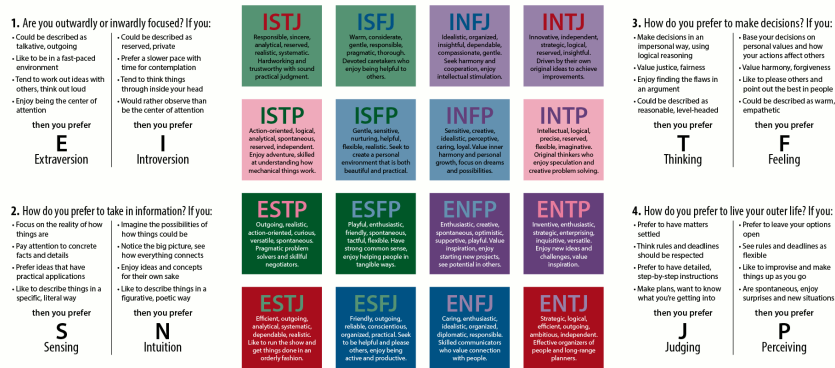 1. Are you outwardly or inwardly focused? If you:
• Could be described as
talkative, outgoing
• Like to be in a fast-paced
environment
• Tend to work out ideas with
others, think out loud
• Enjoy being the center of
attention
then you prefer
E
Extraversion
• Could be described as
reserved, private
• Prefer a slower pace with
time for contemplation
• Tend to think things
through inside your head
• Would rather observe than
be the center of attention
then you prefer
I
Introversion
2. How do you prefer to take in information? If you:
• Focus on the reality of how
things are
• Pay attention to concrete
facts and details
• Prefer ideas that have
practical applications
• Like to describe things in a
specific, literal way
then you prefer
S
Sensing
• Imagine the possibilities of
how things could be
• Notice the big picture, see
how everything connects
• Enjoy ideas and concepts
for their own sake
• Like to describe things in a
figurative, poetic way
then you prefer
N
Intuition
ISTJ
Responsible, sincere,
analytical, reserved,
realistic, systematic.
Hardworking and
trustworthy with sound
practical judgment.
ISFJ
Warm, considerate,
gentle, responsible,
pragmatic, thorough.
Devoted caretakers who
enjoy being helpful to
others.
INFJ
Idealistic, organized,
insightful, dependable,
compassionate, gentle.
Seek harmony and
cooperation, enjoy
intellectual stimulation.
INTJ
Innovative, independent,
strategic, logical,
reserved, insightful.
Driven by their own
original ideas to achieve
improvements.
ISTP
Action-oriented, logical,
analytical, spontaneous,
reserved, independent.
Enjoy adventure, skilled
at understanding how
mechanical things work.
ISFP
Gentle, sensitive,
nurturing, helpful,
flexible, realistic. Seek to
create a personal
environment that is both
beautiful and practical.
INFP
Sensitive, creative,
idealistic, perceptive,
caring, loyal. Value inner
harmony and personal
growth, focus on dreams
and possibilities.
INTP
Intellectual, logical,
precise, reserved,
flexible, imaginative.
Original thinkers who
enjoy speculation and
creative problem solving.
ESTP
Outgoing, realistic,
action-oriented, curious,
versatile, spontaneous.
Pragmatic problem
solvers and skillful
negotiators.
ESFP
Playful, enthusiastic,
friendly, spontaneous,
tactful, flexible. Have
strong common sense,
enjoy helping people in
tangible ways.
ENFP
Enthusiastic, creative,
spontaneous, optimistic,
supportive, playful. Value
inspiration, enjoy
starting new projects,
see potential in others.
ENTP
Inventive, enthusiastic,
strategic, enterprising,
inquisitive, versatile.
Enjoy new ideas and
challenges, value
inspiration.
ESTJ
Efficient, outgoing,
analytical, systematic,
dependable, realistic.
Like to run the show and
get things done in an
orderly fashion.
ESFJ
Friendly, outgoing,
reliable, conscientious,
organized, practical. Seek
to be helpful and please
others, enjoy being
active and productive.
ENFJ
Caring, enthusiastic,
idealistic, organized,
diplomatic, responsible.
Skilled communicators
who value connection
with people.
ENTJ
Strategic, logical,
efficient, outgoing,
ambitious, independent.
Effective organizers of
people and long-range
planners.
3. How do you prefer to make decisions? If you:
• Make decisions in an
impersonal way, using
logical reasoning
• Value justice, fairness
• Enjoy finding the flaws in
an argument
• Could be described as
reasonable, level-headed
then you prefer
T
Thinking
• Base your decisions on
personal values and how
your actions affect others
• Value harmony, forgiveness
• Like to please others and
point out the best in people
• Could be described as warm,
empathetic
then you prefer
F
Feeling
4. How do you prefer to live your outer life? If you:
• Prefer to have matters
settled
• Think rules and deadlines
should be respected
• Prefer to have detailed,
step-by-step instructions
• Make plans, want to know
what you're getting into
then you prefer
J
Judging
• Prefer to leave your options
open
• See rules and deadlines as
flexible
• Like to improvise and make
things up as you go
• Are spontaneous, enjoy
surprises and new situations
then you prefer
P
Perceiving